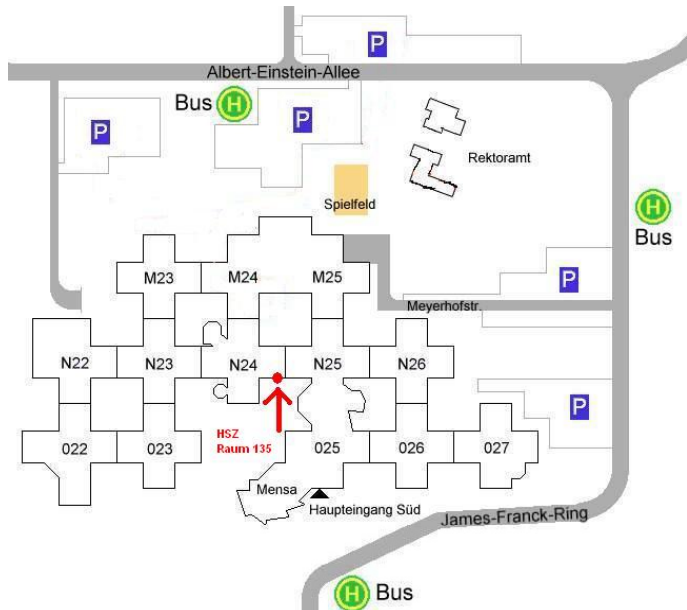 P
Albert-Einstein-Allee
Bus H
P
P
Rektoramt
Spielfeld
H
Bus
M23
M24
M25
P
Meyerhofstr.
N22
N23
N24
N25
N26
P
HSZ
Raum 135
022
023
025
026
027
Mensa
Haupteingang Süd
James-Franck-Ring
H Bus